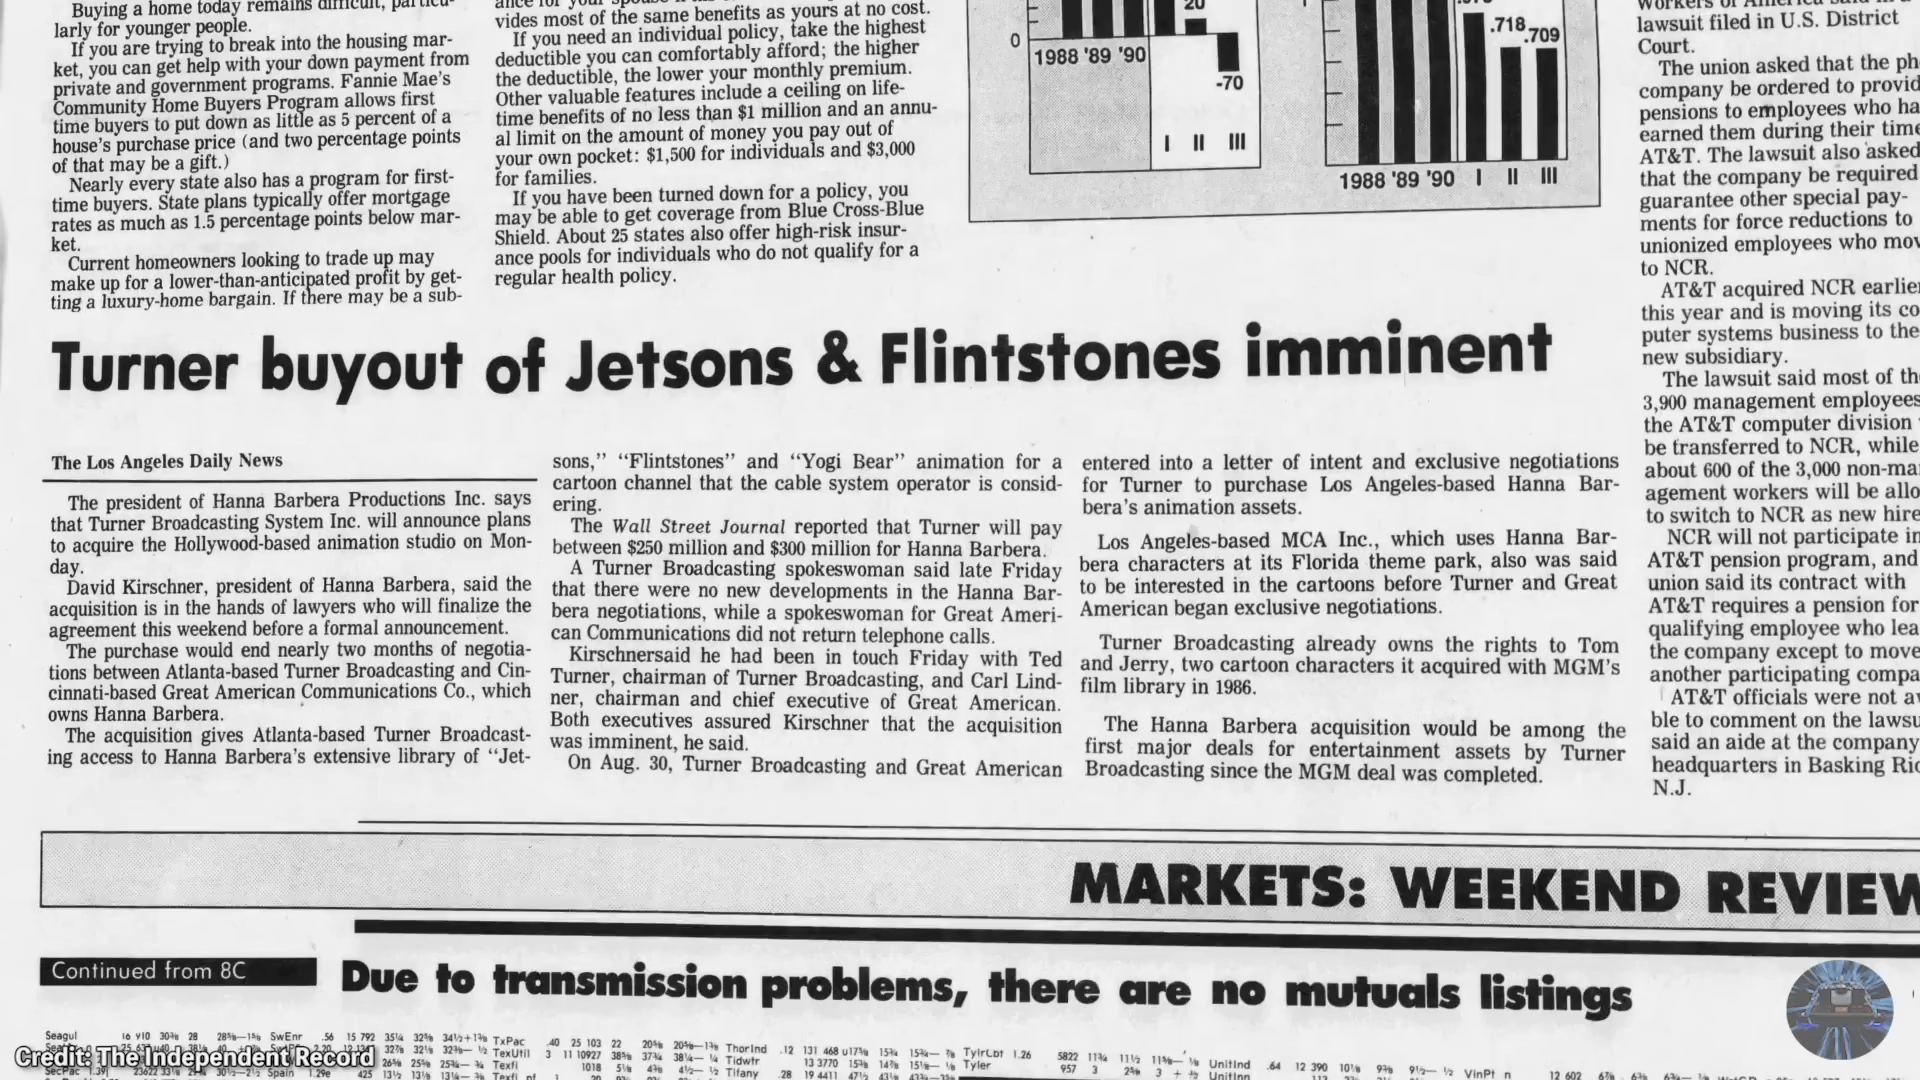 Buying a home today remains difficult, particu-
larly for younger people.
If you are trying to break into the housing mar-
ket, you can get help with your down payment from
private and government programs. Fannie Mae's
Community Home Buyers Program allows first
time buyers to put down as little as 5 percent of a
house's purchase price (and two percentage points
of that may be a gift.)
Nearly every state also has a program for first-
time buyers. State plans typically offer mortgage
rates as much as 1.5 percentage points below mar-
ket.
Current homeowners looking to trade up may
make up for a lower-than-anticipated profit by get-
ting a luxury-home bargain. If there may be a sub-
vides most of the same benefits as yours at no cost.
If you need an individual policy, take the highest
deductible you can comfortably afford; the higher
the deductible, the lower your monthly premium.
Other valuable features include a ceiling on life-
time benefits of no less than $1 million and an annu-
al limit on the amount of money you pay out of
your own pocket: $1,500 for individuals and $3,000
for families.
If you have been turned down for a policy, you
may be able to get coverage from Blue Cross-Blue
Shield. About 25 states also offer high-risk insur-
ance pools for individuals who do not qualify for a
regular health policy.
20
0
1988 '89 '90
-70
I II III
.718
.709
1988 '89 '90 I II III
lawsuit filed in U.S. District
Court.
The union asked that the
company be ordered to
pensions to employees who
earned them during their
AT&T. The lawsuit also asked
that the company be required
guarantee other special pay-
ments for force reductions to
unionized employees who
to NCR.
AT&T acquired NCR
this year and is moving its
puter systems business to the
new subsidiary.
The lawsuit said most of
3,900 management employees
the AT&T computer division
be transferred to NCR, while
about 600 of the 3,000
agement workers will be
to switch to NCR as new
NCR will not participate
AT&T pension program, and
union said its contract with
AT&T requires a pension for
qualifying employee who
the company except to move
another participating
AT&T officials were not
ble to comment on the
said an aide at the company
headquarters in Basking
N.J.
Turner buyout of Jetsons & Flintstones imminent
The Los Angeles Daily News
The president of Hanna Barbera Productions Inc. says
that Turner Broadcasting System Inc. will announce plans
to acquire the Hollywood-based animation studio on Mon-
day.
David Kirschner, president of Hanna Barbera, said the
acquisition is in the hands of lawyers who will finalize the
agreement this weekend before a formal announcement.
The purchase would end nearly two months of negotia-
tions between Atlanta-based Turner Broadcasting and Cin-
cinnati-based Great American Communications Co., which
owns Hanna Barbera.
The acquisition gives Atlanta-based Turner Broadcast-
ing access to Hanna Barbera's extensive library of "Jet-
sons," "Flintstones" and "Yogi Bear" animation for a
cartoon channel that the cable system operator is consid-
ering.
The Wall Street Journal reported that Turner will pay
between $250 million and $300 million for Hanna Barbera.
A Turner Broadcasting spokeswoman said late Friday
that there were no new developments in the Hanna Bar-
bera negotiations, while a spokeswoman for Great Ameri-
can Communications did not return telephone calls.
Kirschnersaid he had been in touch Friday with Ted
Turner, chairman of Turner Broadcasting, and Carl Lind-
ner, chairman and chief executive of Great American.
Both executives assured Kirschner that the acquisition
was imminent, he said.
On Aug. 30, Turner Broadcasting and Great American
entered into a letter of intent and exclusive negotiations
for Turner to purchase Los Angeles-based Hanna Bar-
bera's animation assets.
Los Angeles-based MCA Inc., which uses Hanna Bar-
bera characters at its Florida theme park, also was said
to be interested in the cartoons before Turner and Great
American began exclusive negotiations.
Turner Broadcasting already owns the rights to Tom
and Jerry, two cartoon characters it acquired with MGM's
film library in 1986.
The Hanna Barbera acquisition would be among the
first major deals for entertainment assets by Turner
Broadcasting since the MGM deal was completed.
MARKETS: WEEKEND REVIEW
Continued from 8C
Due to transmission problems, there are no mutuals listings
Seagul
SwEnr .56
TxPac .40
TexUtil
Texfi
ThorInd .12
Tidwtr
Tifany .28
TylrCbt 1.26
Tyler
UnitInd .64
VinPt n
Spain 1.29e
Credit: The Independent Record